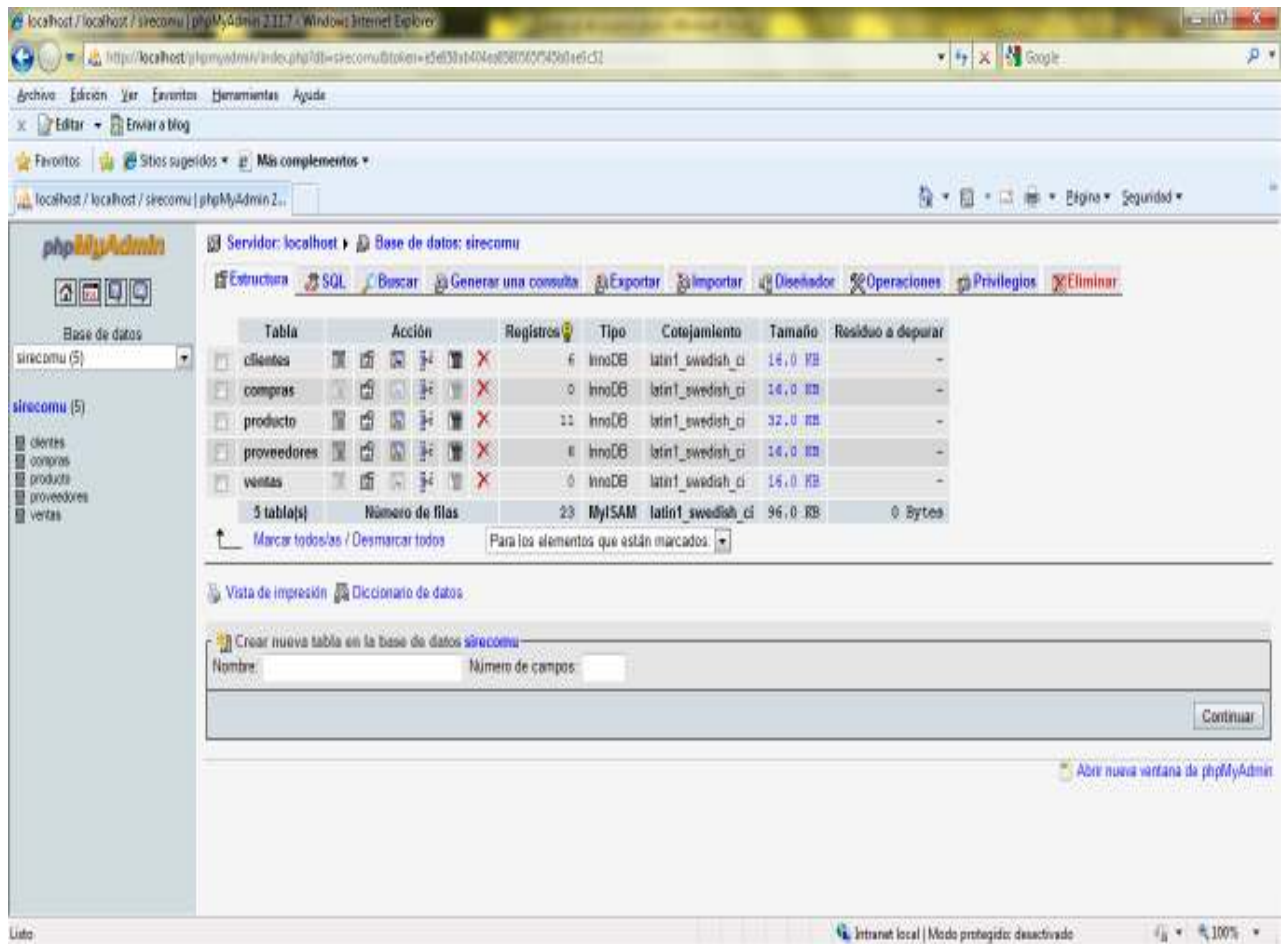 localhost / localhost / sirecomu | phpMyAdmin 2.11.7 - Windows Internet Explorer
Google
Archivo Edición Ver Favoritos Herramientas Ayuda
x Editar Enviar a blog
Favoritos Sitios sugeridos Más complementos
localhost / localhost / sirecomu | phpMyAdmin 2...
Página Seguridad
phpMyAdmin
Base de datos
sirecomu (5)
sirecomu (5)
clientes
compras
producto
proveedores
ventas
Servidor: localhost Base de datos: sirecomu
Estructura SQL Buscar Generar una consulta Exportar Importar Diseñador Operaciones Privilegios Eliminar
Tabla Acción Registros Tipo Cotejamiento Tamaño Residuo a depurar
clientes 6 InnoDB latin1_swedish_ci 16.0 KB -
compras 0 InnoDB latin1_swedish_ci 16.0 KB -
producto 11 InnoDB latin1_swedish_ci 32.0 KB -
proveedores InnoDB latin1_swedish_ci 16.0 KB -
ventas 0 InnoDB latin1_swedish_ci 16.0 KB -
5 tabla(s) Número de filas 23 MyISAM latin1_swedish_ci 96.0 KB 0 Bytes
Marcar todos/as / Desmarcar todos Para los elementos que están marcados:
Vista de impresión Diccionario de datos
Crear nueva tabla en la base de datos sirecomu
Nombre: Número de campos:
Continuar
Abrir nueva ventana de phpMyAdmin
Listo Intranet local | Modo protegido: desactivado 100%